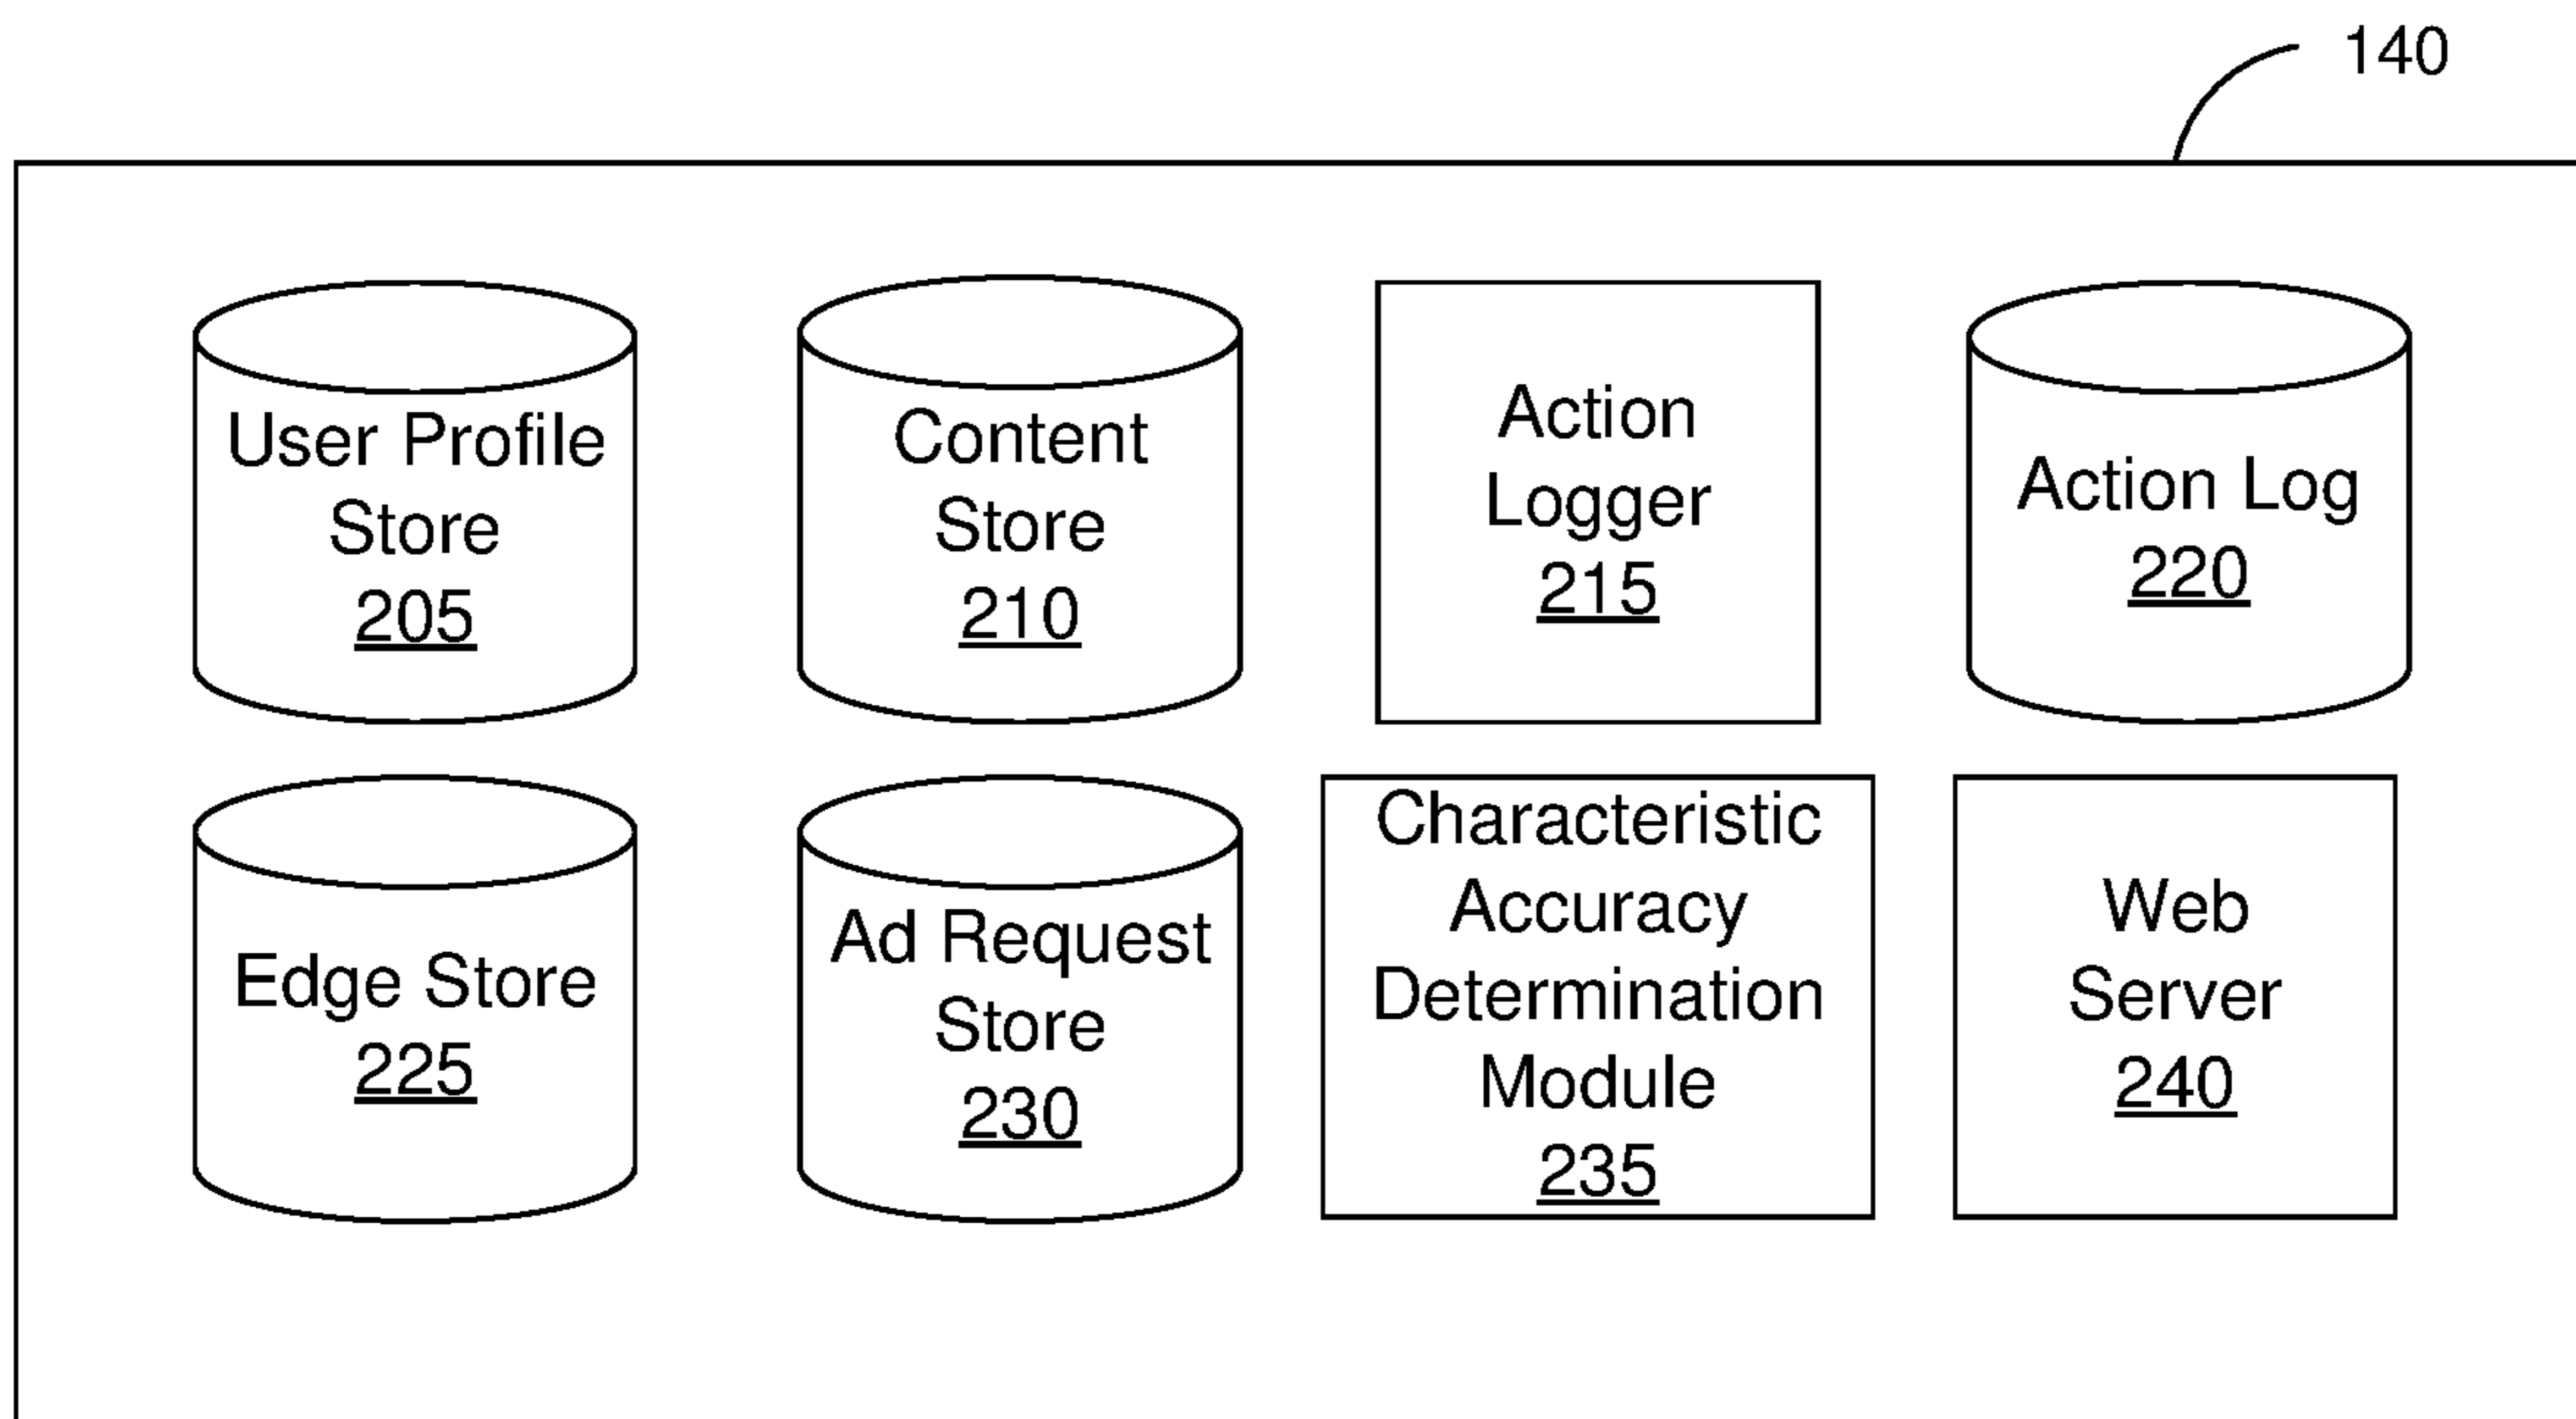 140
User Profile
Store
205
Content
Store
210
Action
Logger
215
Action Log
220
Edge Store
225
Ad Request
Store
230
Characteristic
Accuracy
Determination
Module
235
Web
Server
240